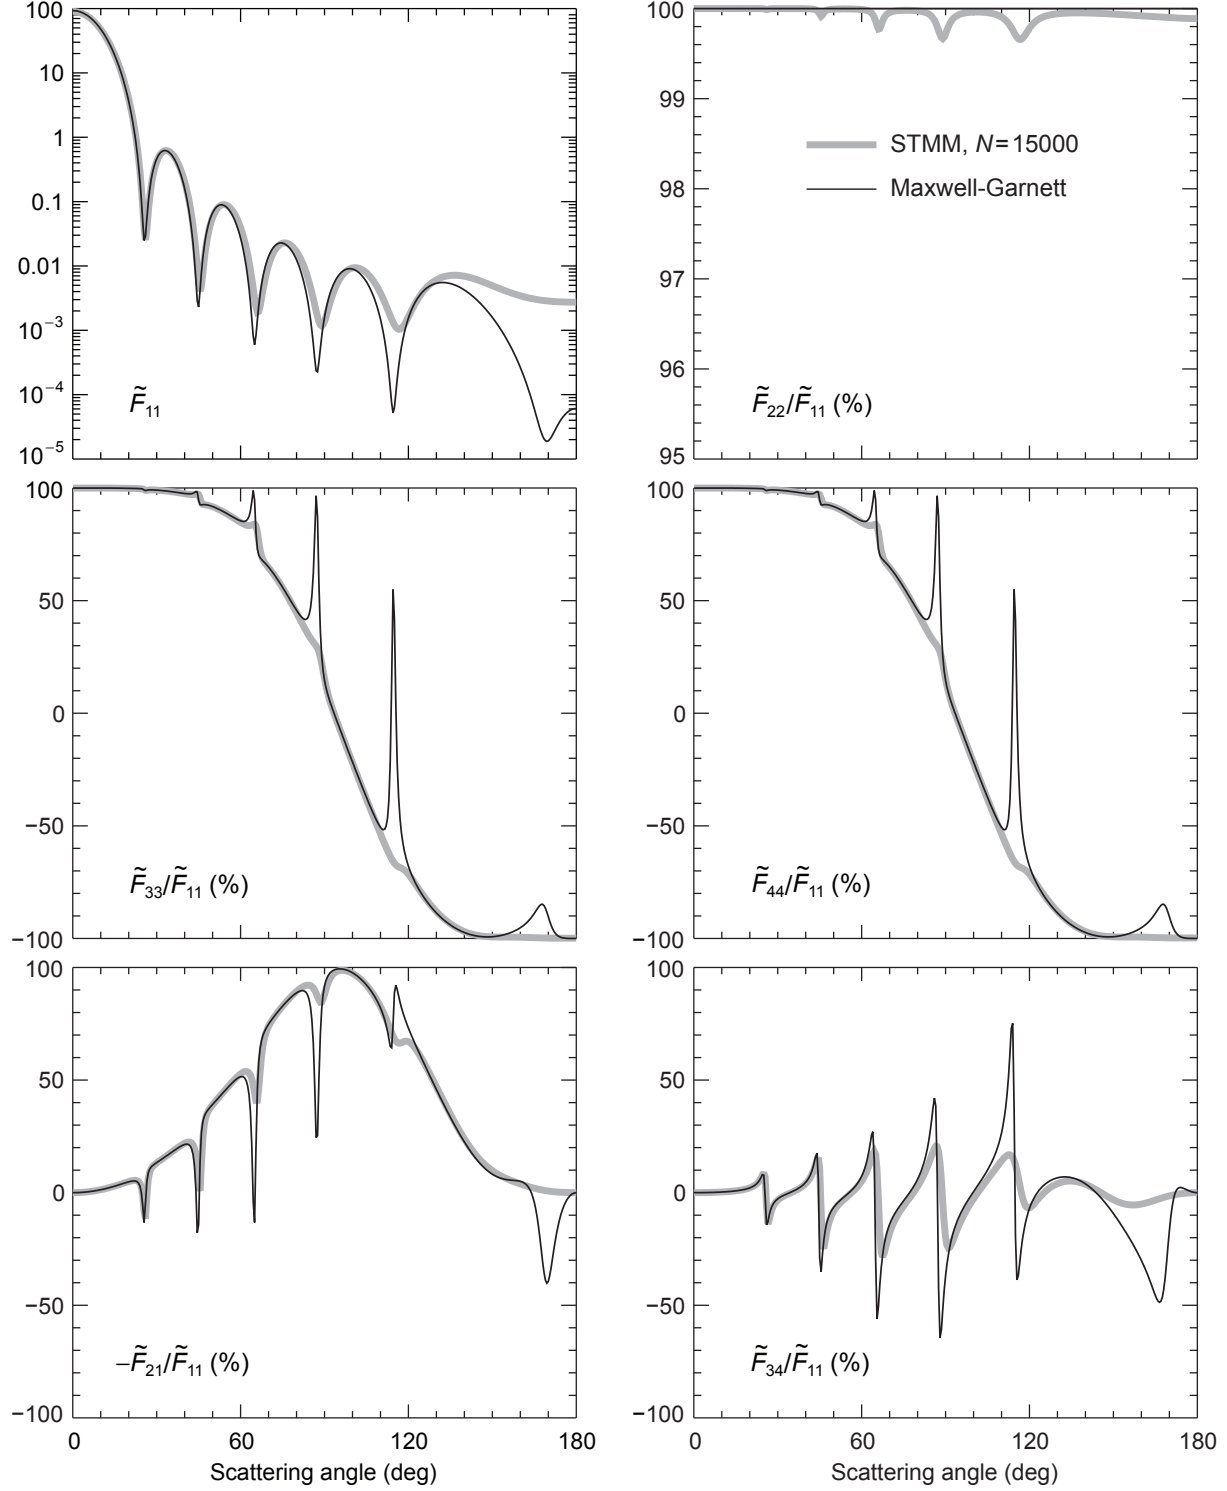 100
10
1
0.1
0.01
10⁻³
10⁻⁴
10⁻⁵
F̃₁₁
100
99
98
97
96
95
STMM, N=15000
Maxwell-Garnett
F̃₂₂/F̃₁₁ (%)
100
50
0
−50
−100
F̃₃₃/F̃₁₁ (%)
100
50
0
−50
−100
F̃₄₄/F̃₁₁ (%)
100
50
0
−50
−100
−F̃₂₁/F̃₁₁ (%)
0 60 120 180
Scattering angle (deg)
100
50
0
−50
−100
F̃₃₄/F̃₁₁ (%)
0 60 120 180
Scattering angle (deg)